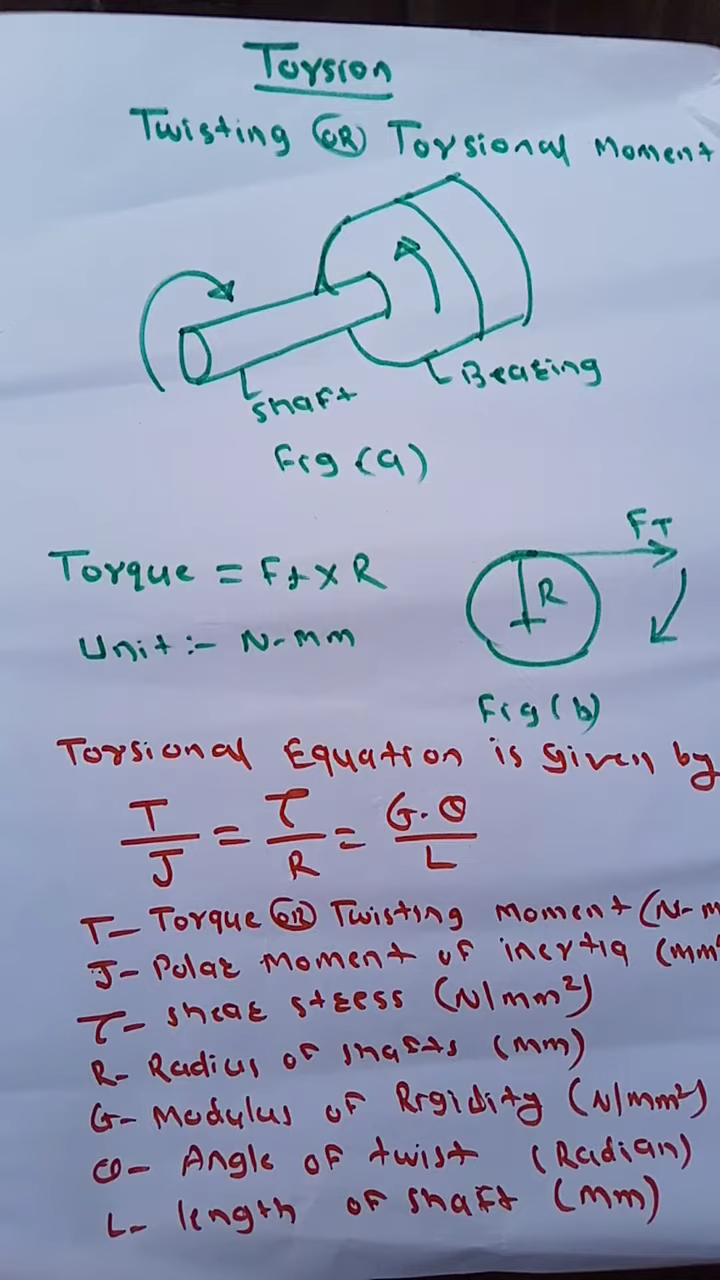 Torsion
Twisting OR Torsional Moment
shaft
Bearing
Fig (a)
FT
Torque = Ft x R
R
Unit :- N-mm
Fig (b)
Torsional Equation is given by
T/J = τ/R = G.θ/L
T- Torque OR Twisting Moment (N-m
J- Polar Moment of inertia (mm
τ- shear stress (N/mm²)
R- Radius of shafts (mm)
G- Modulus of Rigidity (N/mm²)
θ- Angle of twist (Radian)
L- length of shaft (mm)